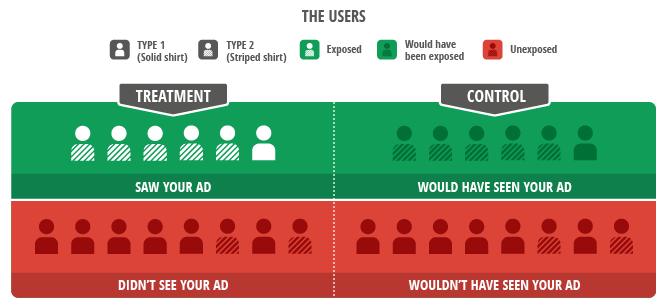 THE USERS
TYPE 1
(Solid shirt)
TYPE 2
(Striped shirt)
Exposed
Would have
been exposed
Unexposed
TREATMENT
CONTROL
SAW YOUR AD
WOULD HAVE SEEN YOUR AD
DIDN'T SEE YOUR AD
WOULDN'T HAVE SEEN YOUR AD